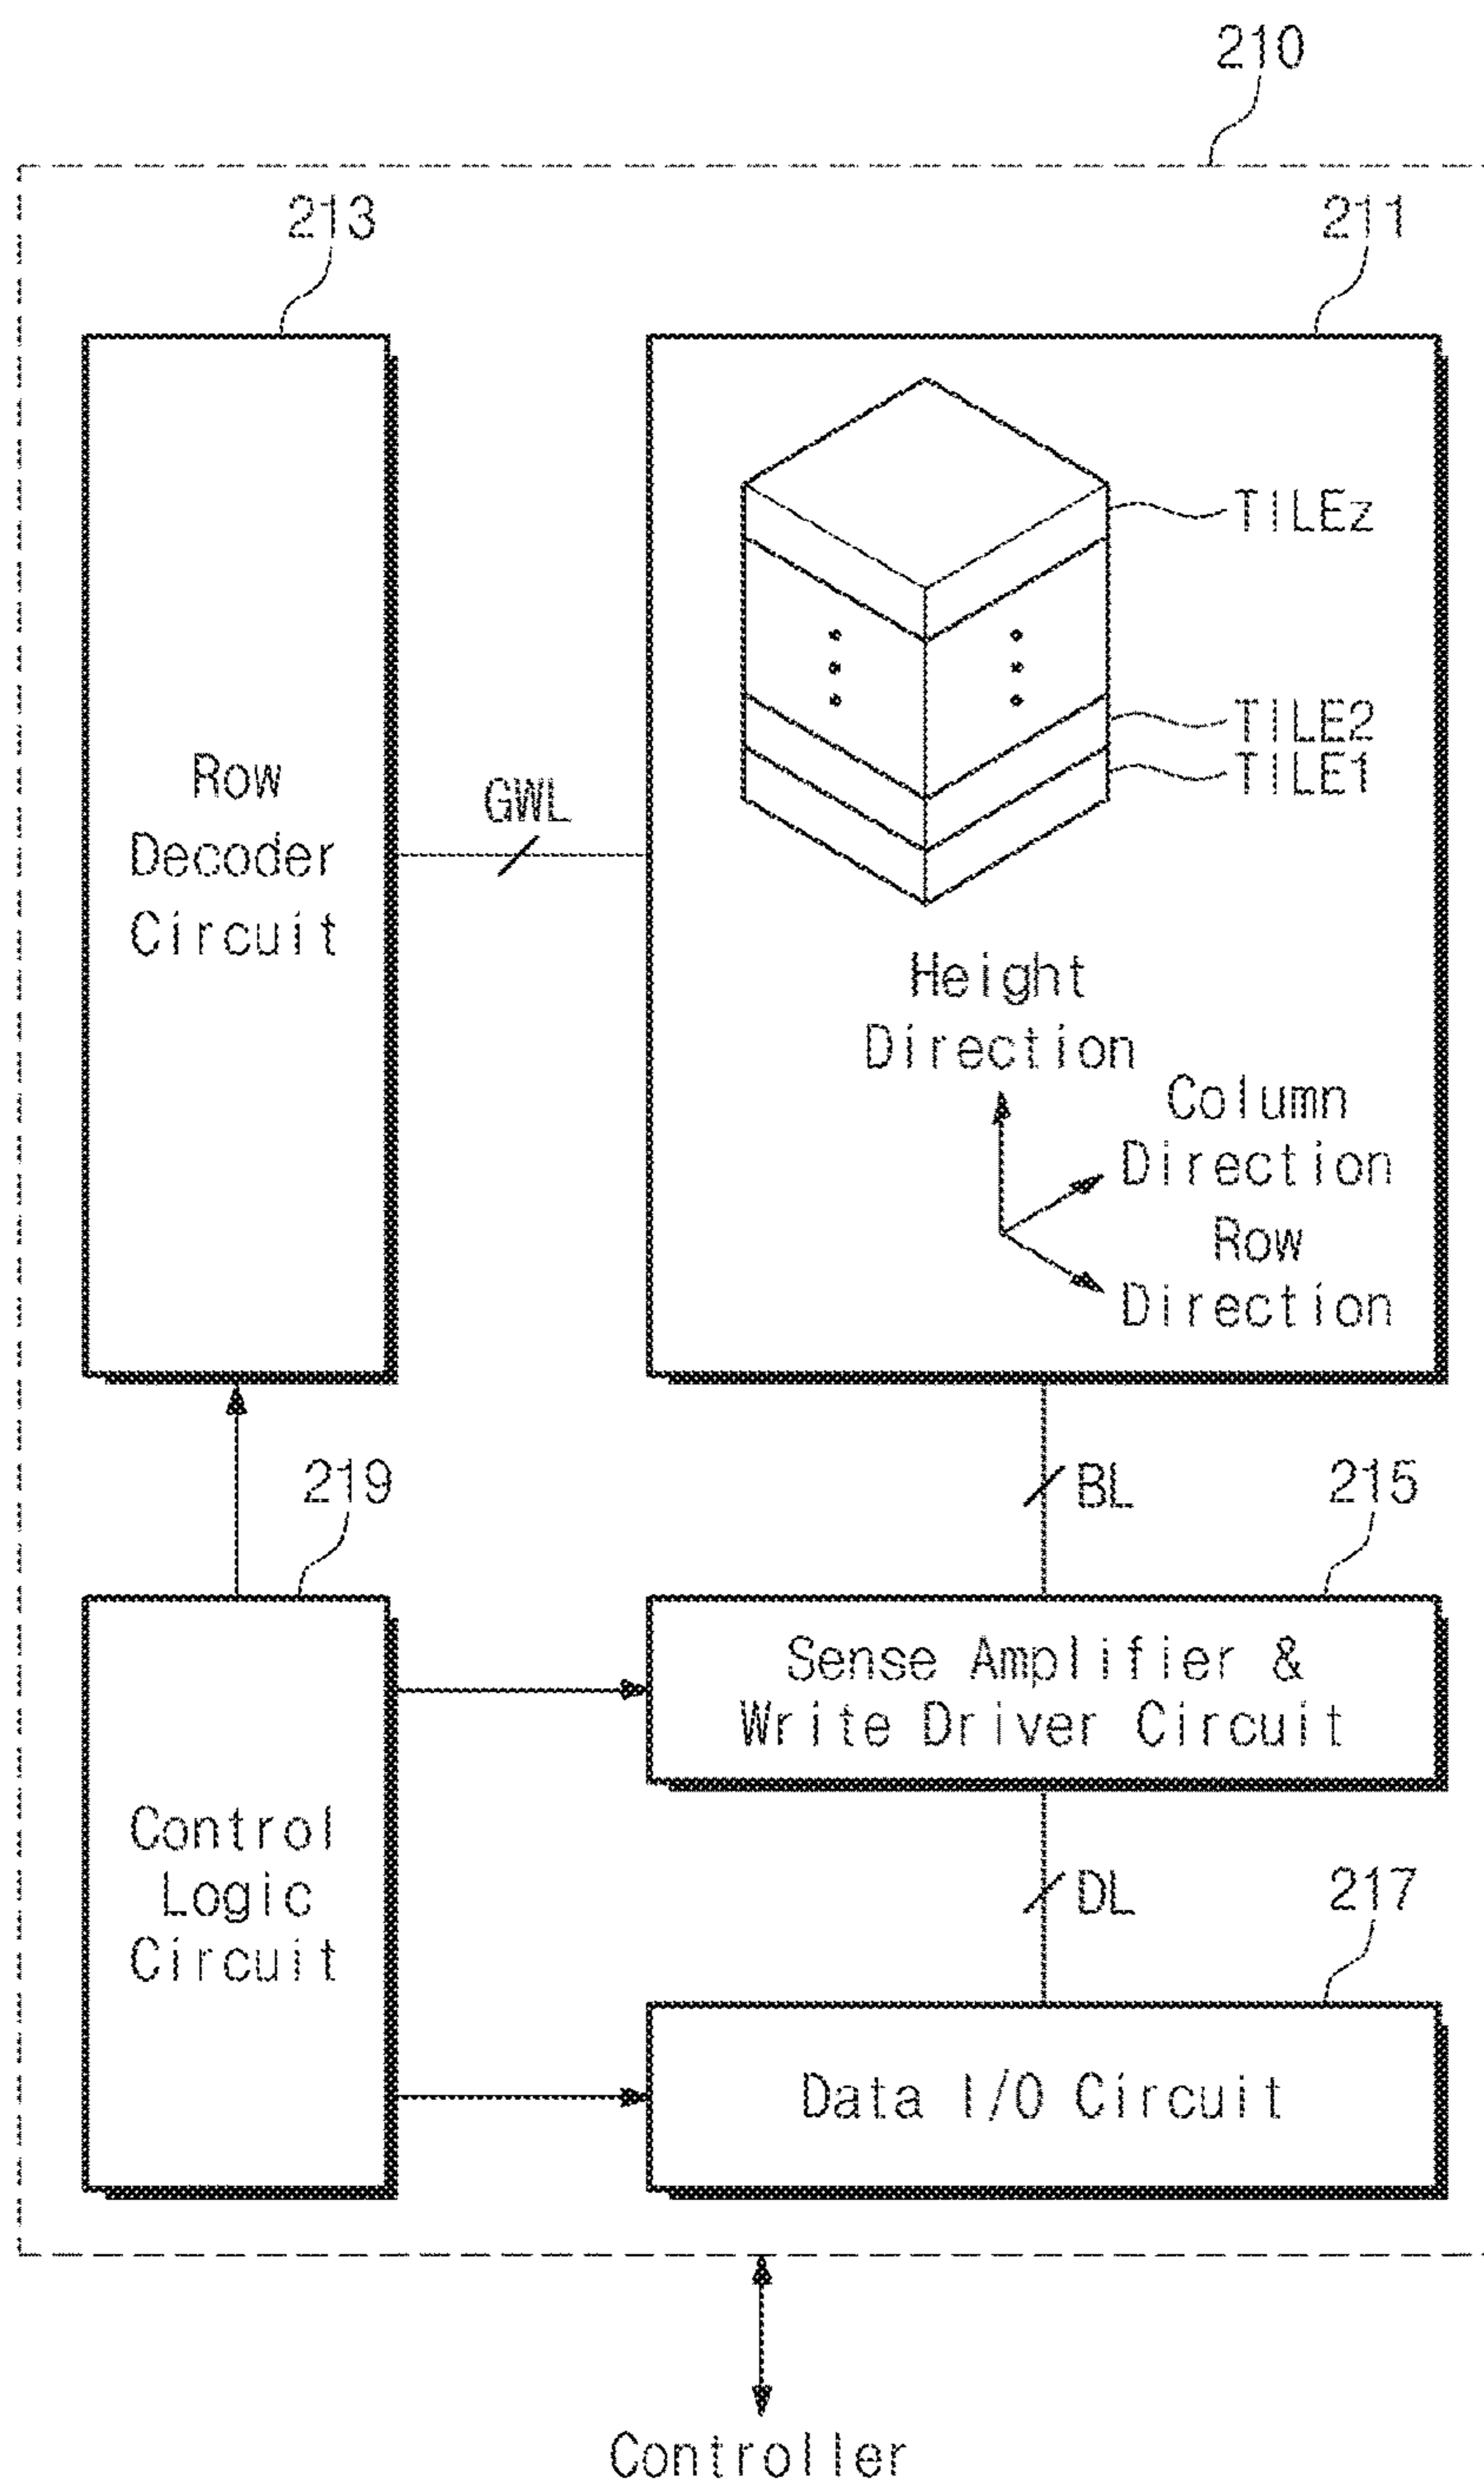 210
213
211
TILEz
TILE2
TILE1
Row
Decoder
Circuit
GWL
Height
Direction
Column
Direction
Row
Direction
219
BL
215
Sense Amplifier &
Write Driver Circuit
Control
Logic
Circuit
DL
217
Data I/O Circuit
Controller